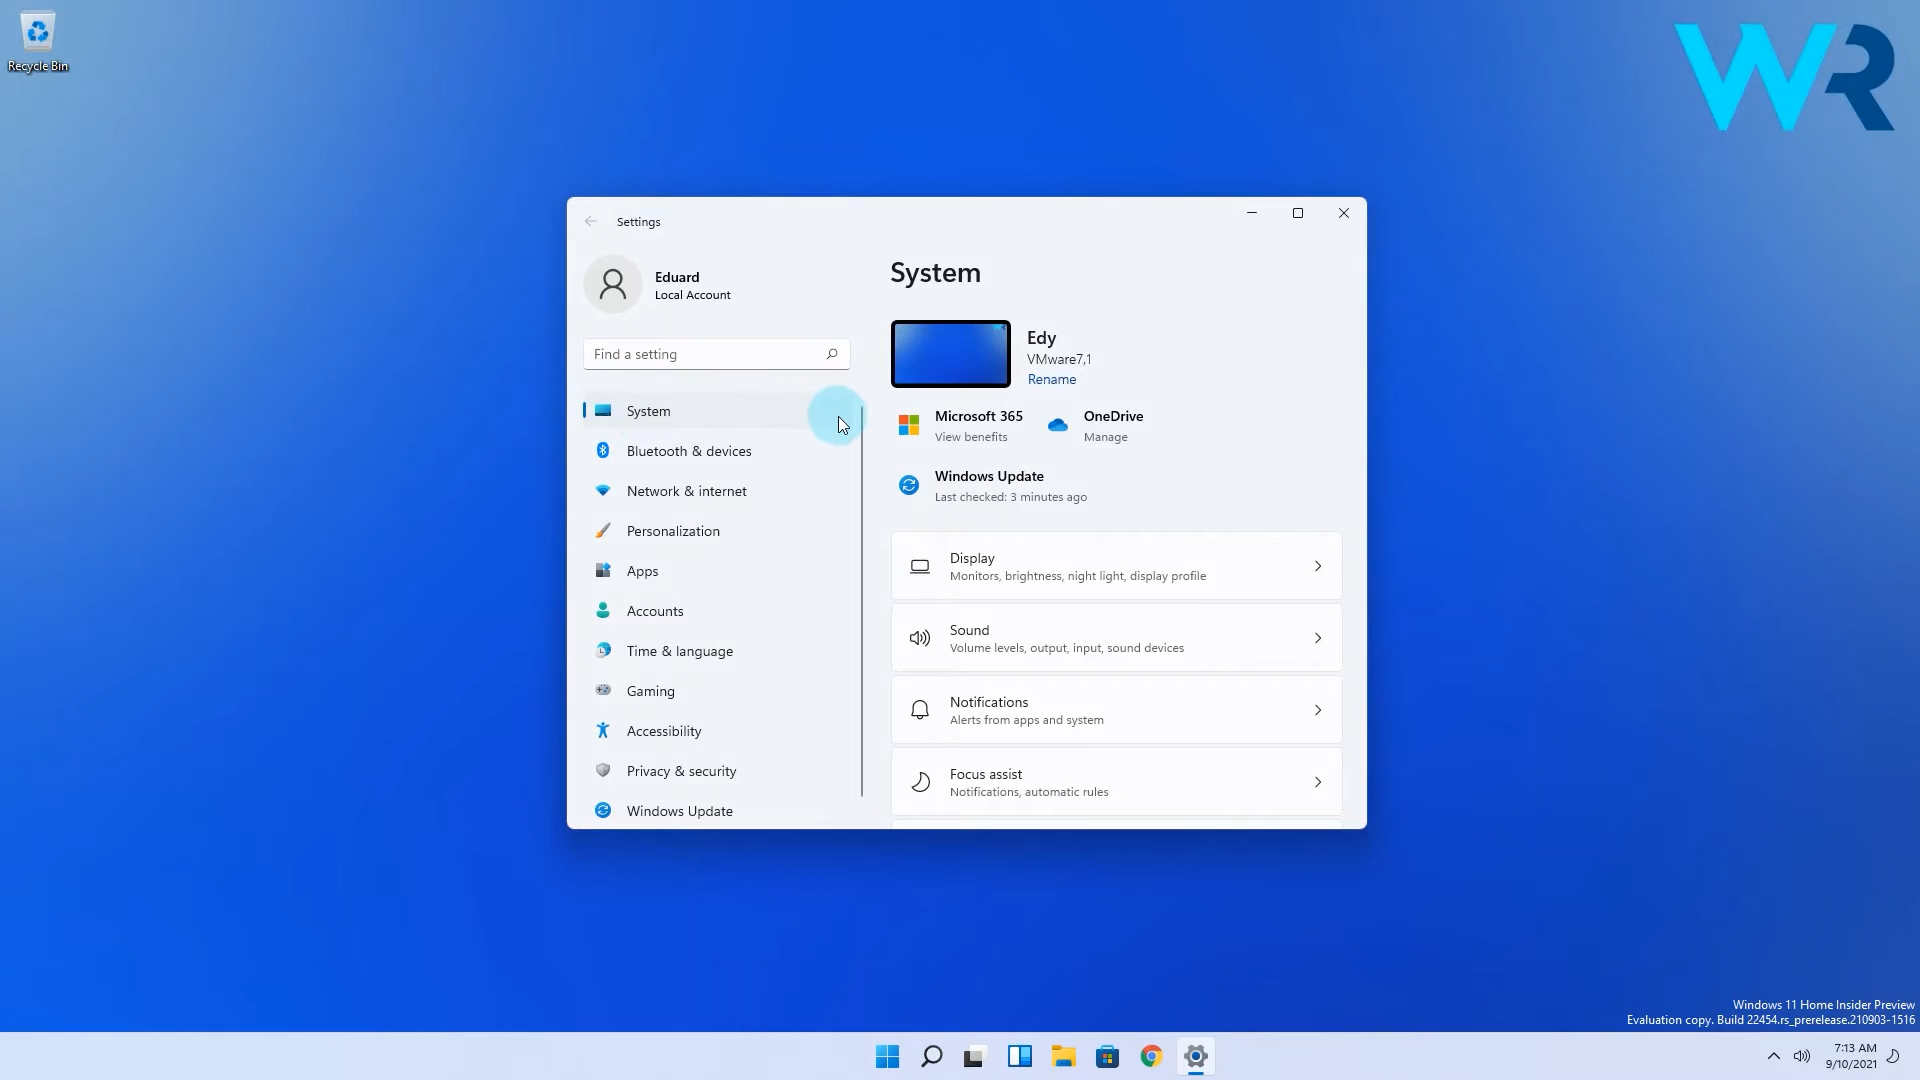 Recycle Bin
WR
Settings
Eduard
Local Account
Find a setting
System
Bluetooth & devices
Network & internet
Personalization
Apps
Accounts
Time & language
Gaming
Accessibility
Privacy & security
Windows Update
System
Edy
VMware7,1
Rename
Microsoft 365
View benefits
OneDrive
Manage
Windows Update
Last checked: 3 minutes ago
Display
Monitors, brightness, night light, display profile
Sound
Volume levels, output, input, sound devices
Notifications
Alerts from apps and system
Focus assist
Notifications, automatic rules
Windows 11 Home Insider Preview
Evaluation copy. Build 22454.rs_prerelease.210903-1516
7:13 AM
9/10/2021